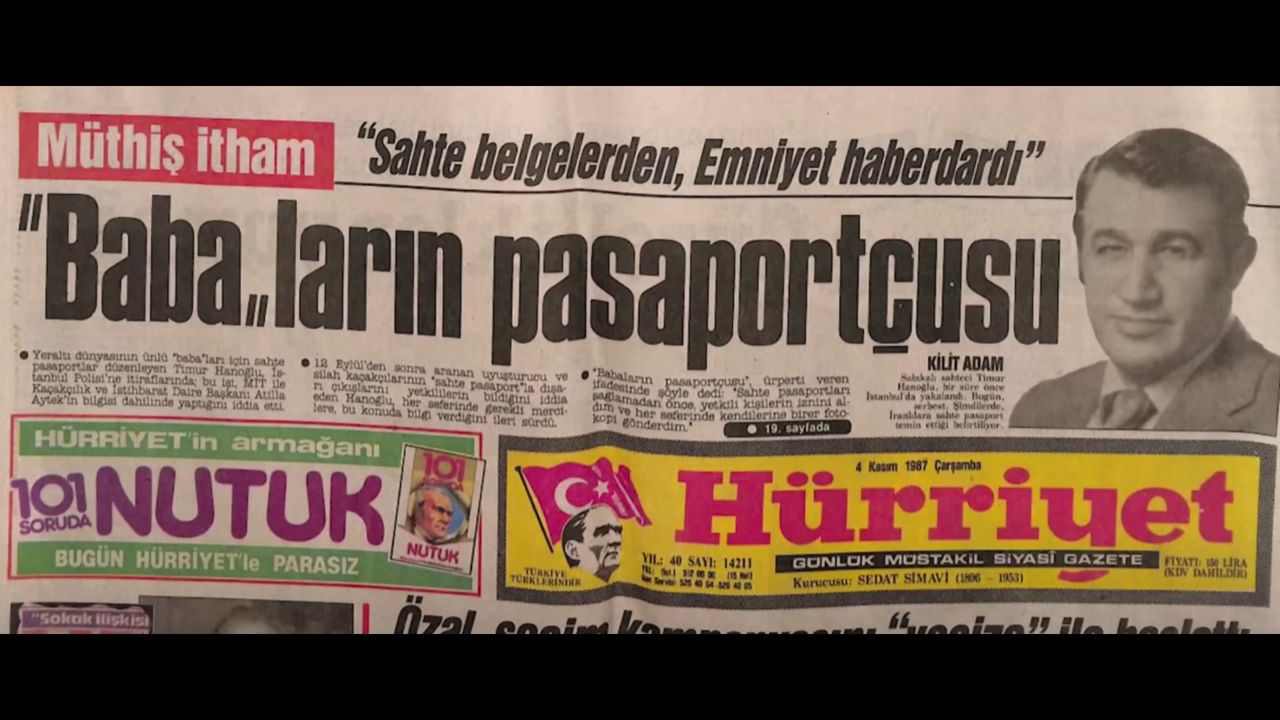 Müthiş itham
“Sahte belgelerden, Emniyet haberdardı”
"Baba„ların pasaportçusu
● Yeraltı dünyasının ünlü "baba"ları için sahte
pasaportlar düzenleyen Timur Hanoğlu, İs-
tanbul Polisi'ne itiraflarında; bu işi, MİT ile
Kaçakçılık ve İstihbarat Daire Başkanı Atilla
Aytek'in bilgisi dahilinde yaptığını iddia etti.
● 12 Eylül'den sonra aranan uyuşturucu ve
silah kaçakçılarının "sahte pasaport"la dışa-
rı çıkışlarını yetkililerin bildiğini iddia
eden Hanoğlu, her seferinde gerekli merci-
lere, bu konuda bilgi verdiğini ileri sürdü.
● "Babaların pasaportçusu", ürperti veren
ifadesinde şöyle dedi: "Sahte pasaportları
sağlamadan önce, yetkili kişilerin iznini al-
dım ve her seferinde kendilerine birer foto-
kopi gönderdim."
● 19. sayfada
KİLİT ADAM
Sabıkalı sahteci Timur
Hanoğlu, bir süre önce
İstanbul'da yakalandı. Bugün,
serbest. Şimdilerde,
İranlılara sahte pasaport
temin ettiği belirtiliyor.
HÜRRİYET'in armağanı
101 SORUDA NUTUK
BUGÜN HÜRRİYET'le PARASIZ
101
NUTUK
4 Kasım 1987 Çarşamba
Hürriyet
TÜRKİYE
TÜRKLERİNDİR
YIL: 40 SAYI: 14211
GÜNLÜK MÜSTAKİL SİYASÎ GAZETE
Kurucusu: SEDAT SİMAVİ (1896 - 1953)
FİYATI: 150 LİRA
(KDV DAHİLDİR)
"Sokak ilişkisi
Özal, seçim kampanyasını “vecize” ile başlattı